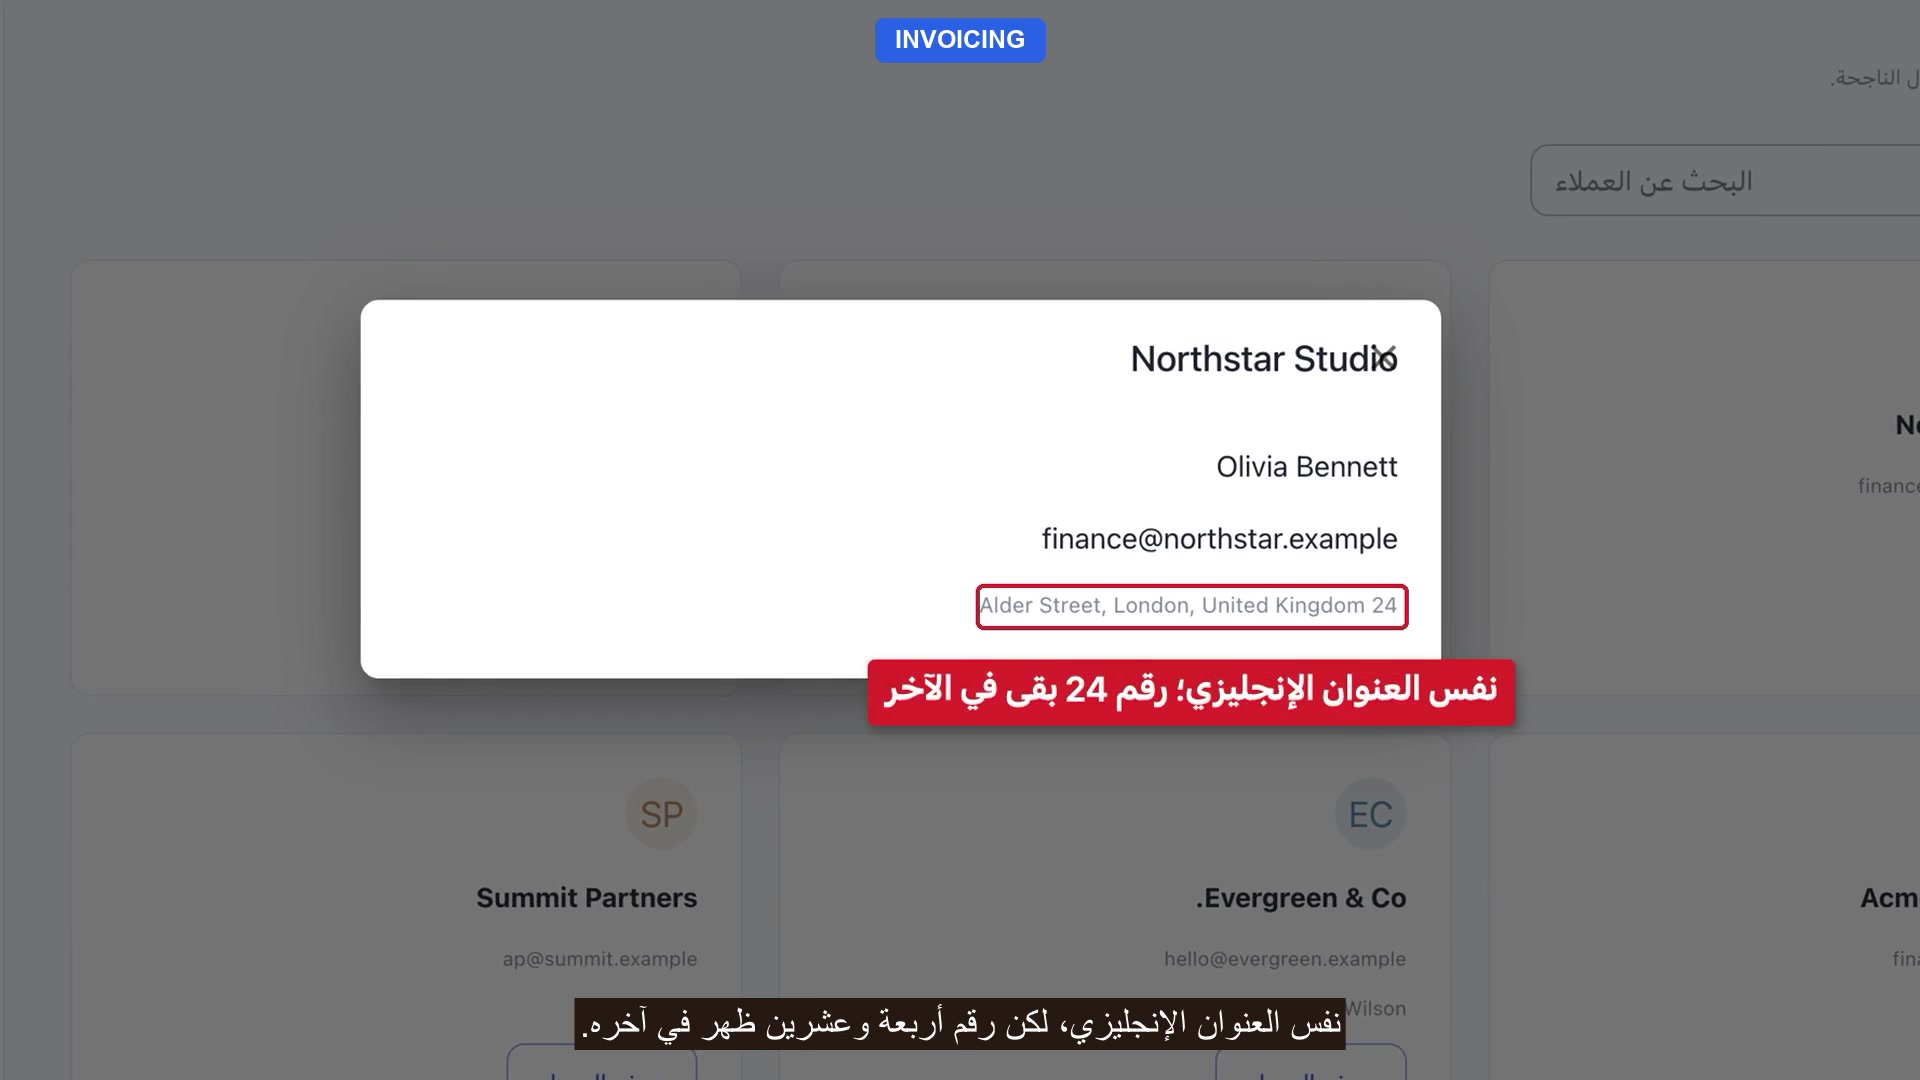 INVOICING
ل الناجحة.
البحث عن العملاء
Northstar Studio
Olivia Bennett
finance@northstar.example
Alder Street, London, United Kingdom 24
نفس العنوان الإنجليزي؛ رقم 24 بقى في الآخر
finance
EC
SP
Acm
.Evergreen & Co
Summit Partners
hello@evergreen.example
ap@summit.example
Wilson
نفس العنوان الإنجليزي، لكن رقم أربعة وعشرين ظهر في آخره.